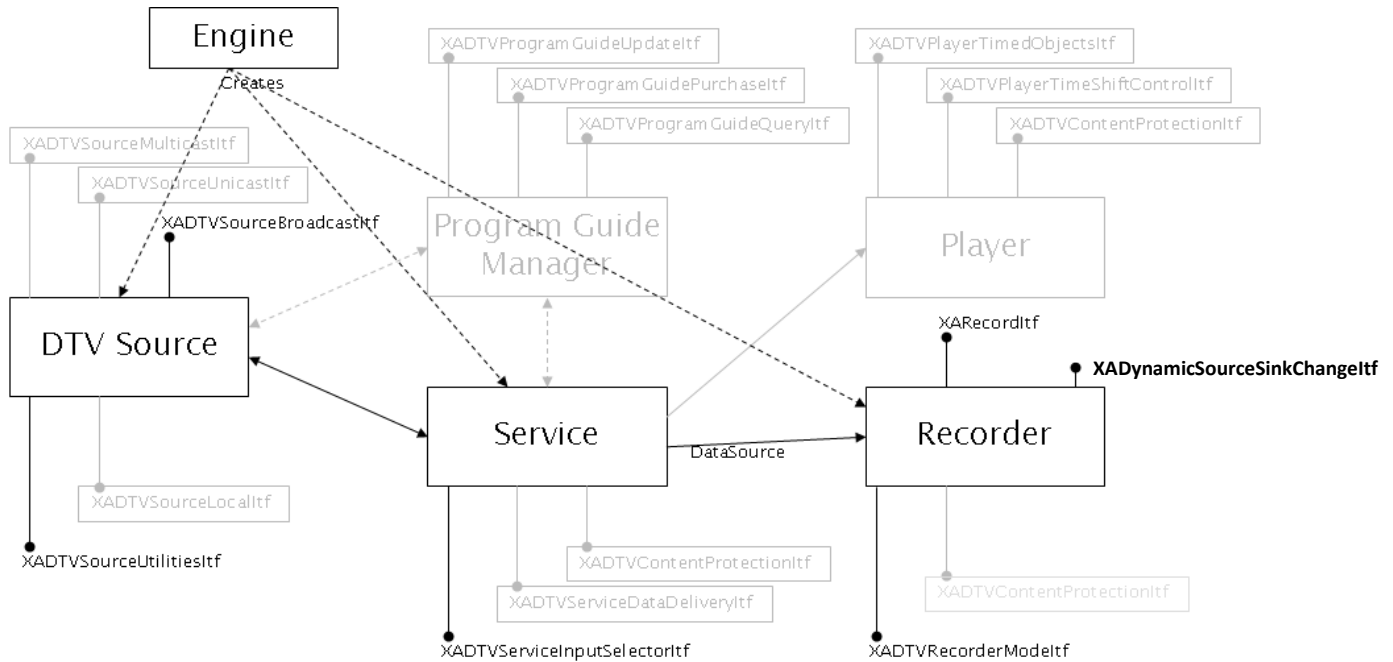 Engine
Creates
XADTVProgramGuideUpdateItf
XADTVProgramGuidePurchaseItf
XADTVProgramGuideQueryItf
XADTVPlayerTimedObjectsItf
XADTVPlayerTimeShiftControlItf
XADTVContentProtectionItf
XADTVSourceMulticastItf
XADTVSourceUnicastItf
XADTVSourceBroadcastItf
Program Guide
Manager
Player
DTV Source
XARecordItf
XADynamicSourceSinkChangeItf
Service
DataSource
Recorder
XADTVSourceLocalItf
XADTVSourceUtilitiesItf
XADTVContentProtectionItf
XADTVServiceDataDeliveryItf
XADTVServiceInputSelectorItf
XADTVContentProtectionItf
XADTVRecorderModeItf